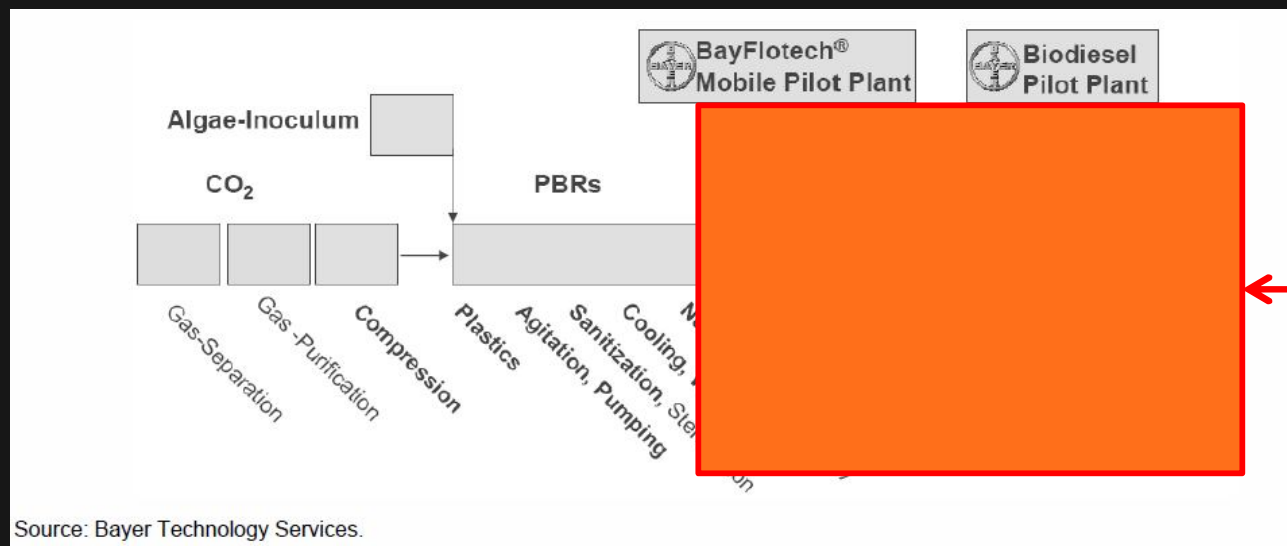 BayFlotech®
Mobile Pilot Plant
Biodiesel
Pilot Plant
Algae-Inoculum
CO₂
PBRs
Gas-Separation
Gas -Purification
Compression
Plastics
Agitation, Pumping
Sanitization,
Cooling,
Source: Bayer Technology Services.